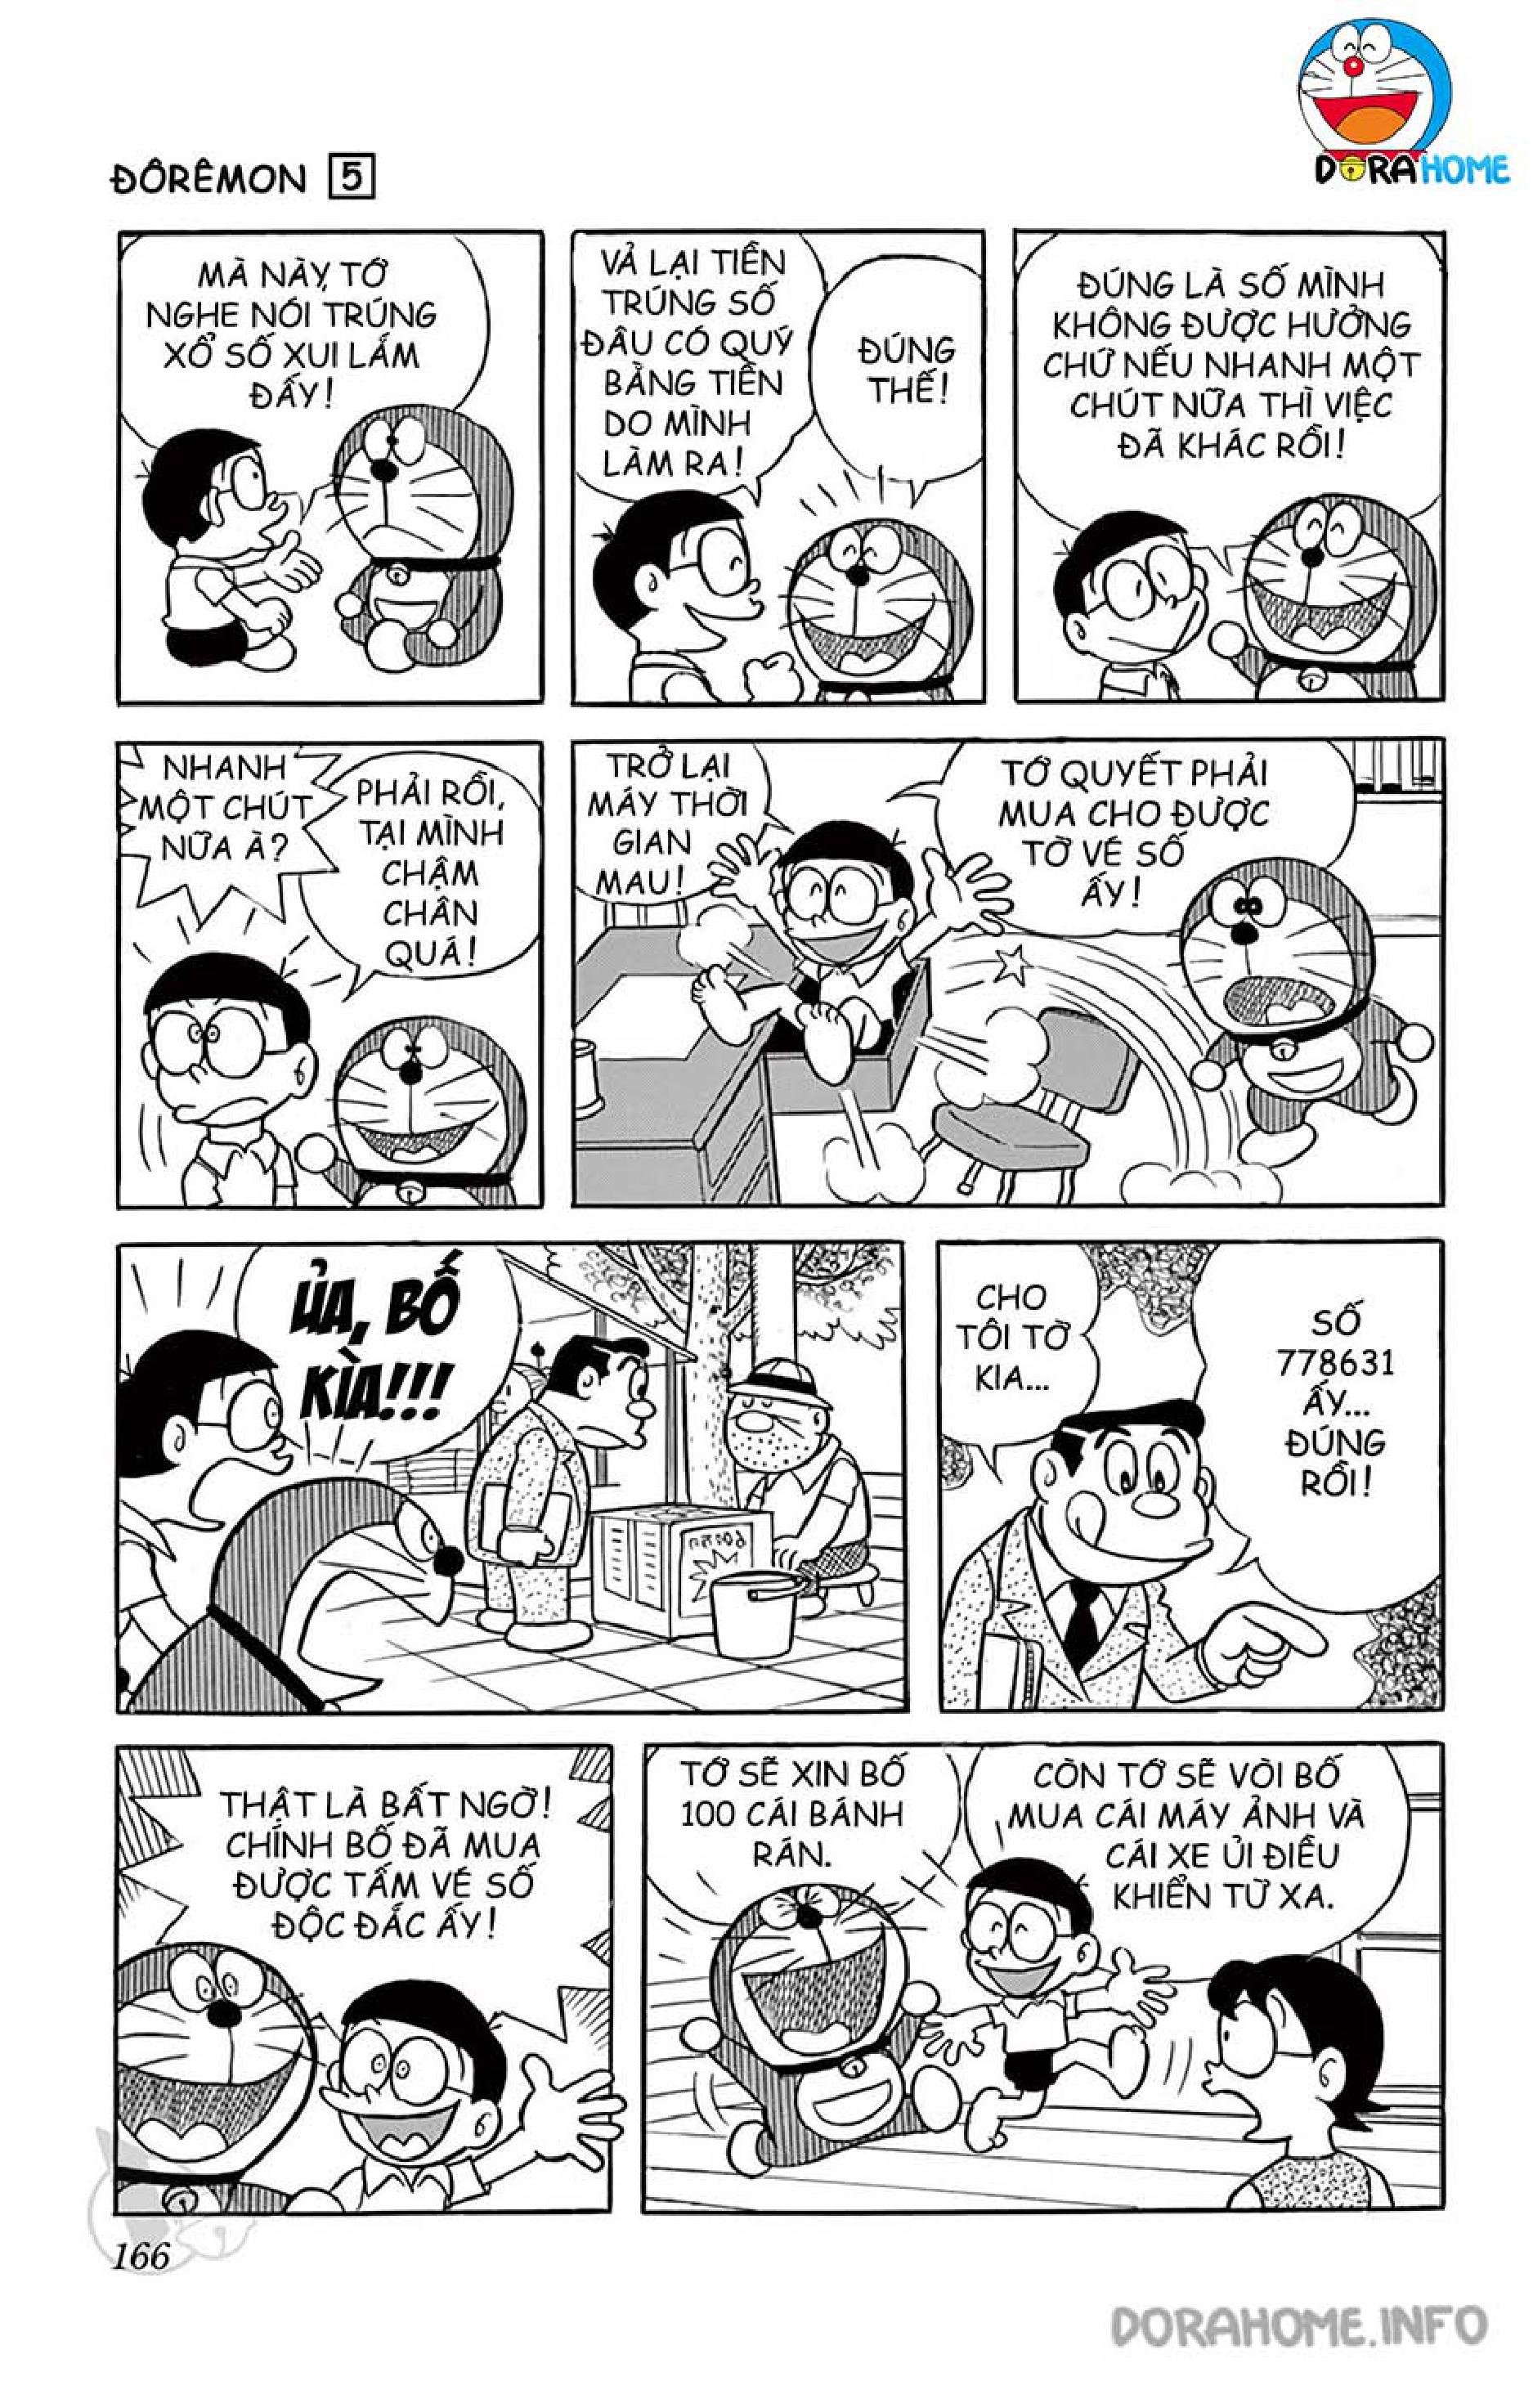 DORAHOME
ĐÔRÊMON 5
MÀ NÀY, TỚ
NGHE NÓI TRÚNG
XỔ SỐ XUI LẮM
ĐẤY!
VẢ LẠI TIỀN
TRÚNG SỐ
ĐÂU CÓ QUÝ
BẰNG TIỀN
DO MÌNH
LÀM RA!
ĐÚNG
THẾ!
ĐÚNG LÀ SỐ MÌNH
KHÔNG ĐƯỢC HƯỞNG
CHỨ NẾU NHANH MỘT
CHÚT NỮA THÌ VIỆC
ĐÃ KHÁC RỒI!
NHANH
MỘT CHÚT
NỮA À?
PHẢI RỒI,
TẠI MÌNH
CHẬM
CHÂN
QUÁ!
TRỞ LẠI
MÁY THỜI
GIAN
MAU!
TỚ QUYẾT PHẢI
MUA CHO ĐƯỢC
TỜ VÉ SỐ
ẤY!
ỦA, BỐ
KÌA!!!
CHO
TÔI TỜ
KIA...
SỐ
778631
ẤY...
ĐÚNG
RỒI!
THẬT LÀ BẤT NGỜ!
CHÍNH BỐ ĐÃ MUA
ĐƯỢC TẤM VÉ SỐ
ĐỘC ĐẮC ẤY!
TỚ SẼ XIN BỐ
100 CÁI BÁNH
RÁN.
CÒN TỚ SẼ VÒI BỐ
MUA CÁI MÁY ẢNH VÀ
CÁI XE ỦI ĐIỀU
KHIỂN TỪ XA.
166
DORAHOME.INFO